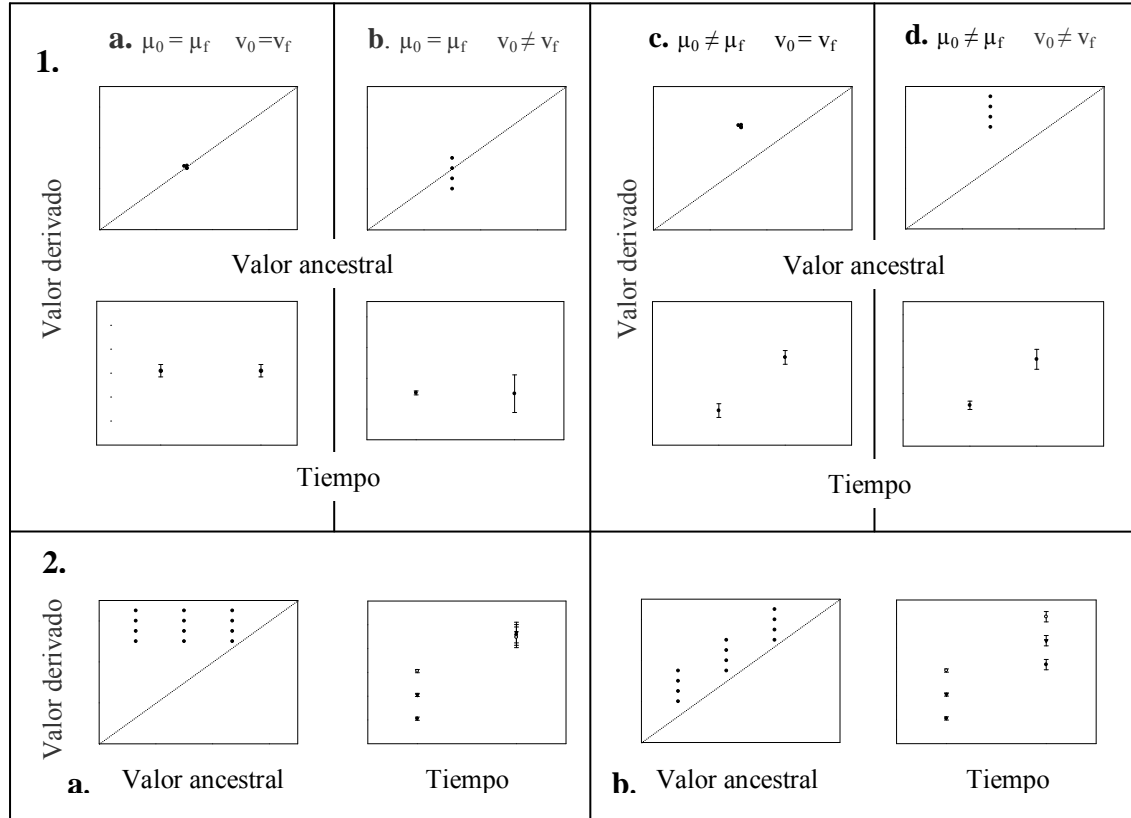 1.
a. μ₀ = μf v₀ =vf
b. μ₀ = μf v₀ ≠ vf
c. μ₀ ≠ μf v₀ = vf
d. μ₀ ≠ μf v₀ ≠ vf
Valor derivado
Valor ancestral
Tiempo
Valor derivado
Valor ancestral
Tiempo
2.
Valor derivado
a.
Valor ancestral
Tiempo
b.
Valor ancestral
Tiempo